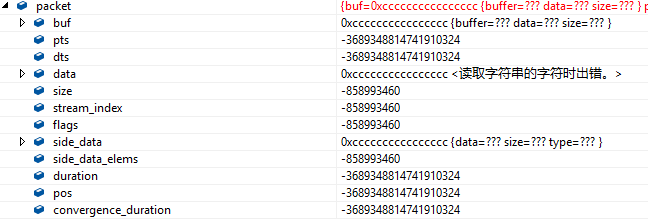 packet {buf=0xcccccccccccccccc {buffer=??? data=??? size=??? } p
buf 0xcccccccccccccccc {buffer=??? data=??? size=??? }
pts -3689348814741910324
dts -3689348814741910324
data 0xcccccccccccccccc <读取字符串的字符时出错。>
size -858993460
stream_index -858993460
flags -858993460
side_data 0xcccccccccccccccc {data=??? size=??? type=??? }
side_data_elems -858993460
duration -3689348814741910324
pos -3689348814741910324
convergence_duration -3689348814741910324